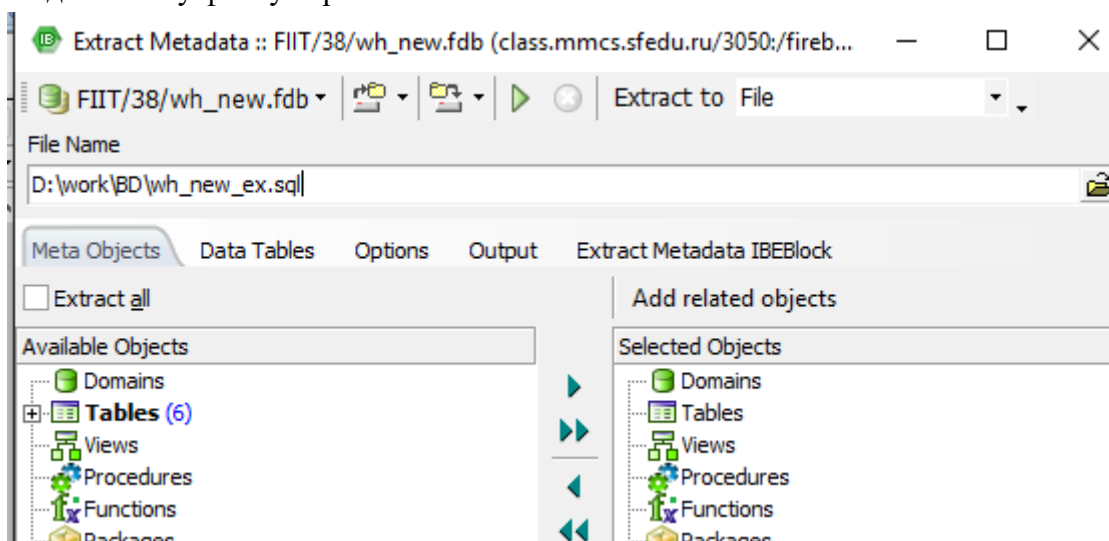 Extract Metadata :: FIIT/38/wh_new.fdb (class.mmcs.sfedu.ru/3050:/fireb...
FIIT/38/wh_new.fdb Extract to File
File Name
D:\work\BD\wh_new_ex.sql
Meta Objects Data Tables Options Output Extract Metadata IBEBlock
Extract all Add related objects
Available Objects Selected Objects
Domains Domains
Tables (6) Tables
Views Views
Procedures Procedures
Functions Functions
Packages Packages